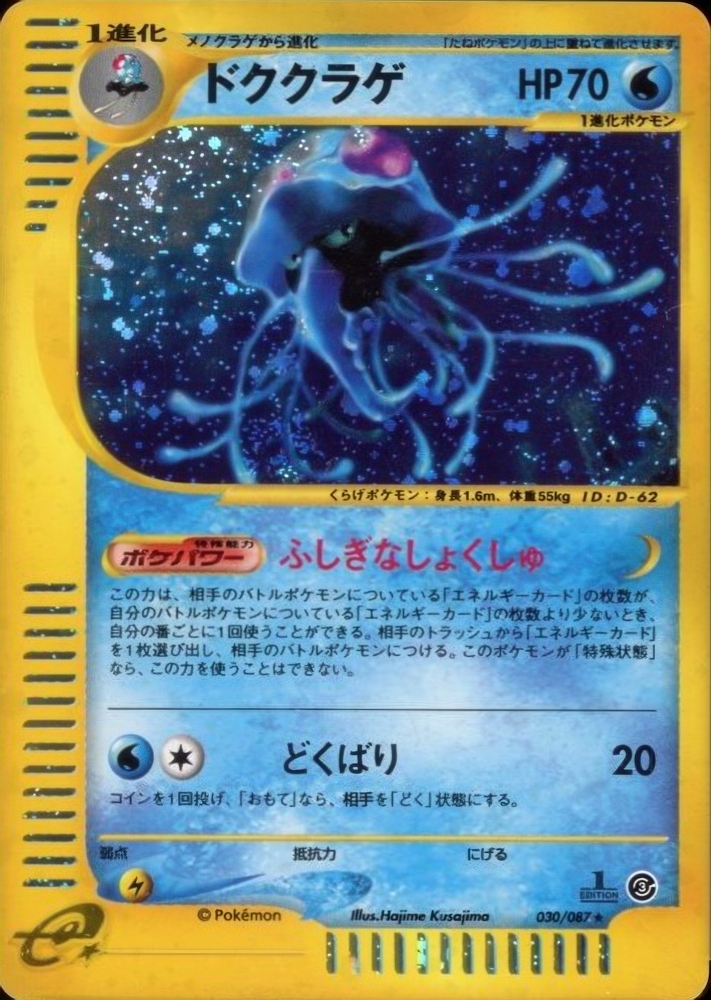 1進化
メノクラゲから進化
「たねポケモン」の上に重ねて進化させます。
ドククラゲ HP70
1進化ポケモン
くらげポケモン：身長1.6m、体重55kg ID:D-62
特殊能力
ポケパワー ふしぎなしょくしゅ
この力は、相手のバトルポケモンについている「エネルギーカード」の枚数が、
自分のバトルポケモンについている「エネルギーカード」の枚数より少ないとき、
自分の番ごとに1回使うことができる。相手のトラッシュから「エネルギーカード」
を1枚選び出し、相手のバトルポケモンにつける。このポケモンが「特殊状態」
なら、この力を使うことはできない。
どくばり 20
コインを1回投げ、「おもて」なら、相手を「どく」状態にする。
弱点 抵抗力 にげる
1
EDITION
3
e
©Pokémon Illus.Hajime Kusajima 030/087★